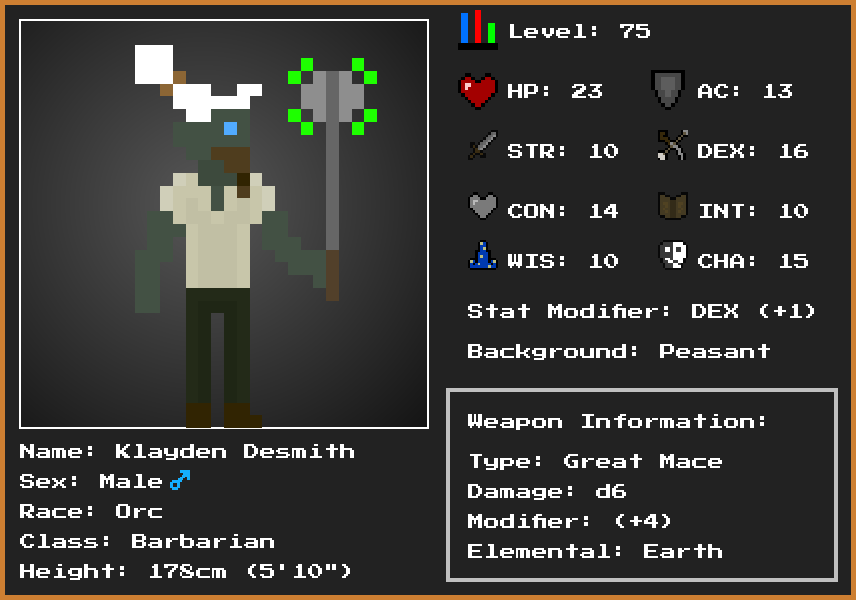 Level: 75
HP: 23
AC: 13
STR: 10
DEX: 16
CON: 14
INT: 10
WIS: 10
CHA: 15
Stat Modifier: DEX (+1)
Background: Peasant
Name: Klayden Desmith
Sex: Male♂
Race: Orc
Class: Barbarian
Height: 178cm (5'10")
Weapon Information:
Type: Great Mace
Damage: d6
Modifier: (+4)
Elemental: Earth